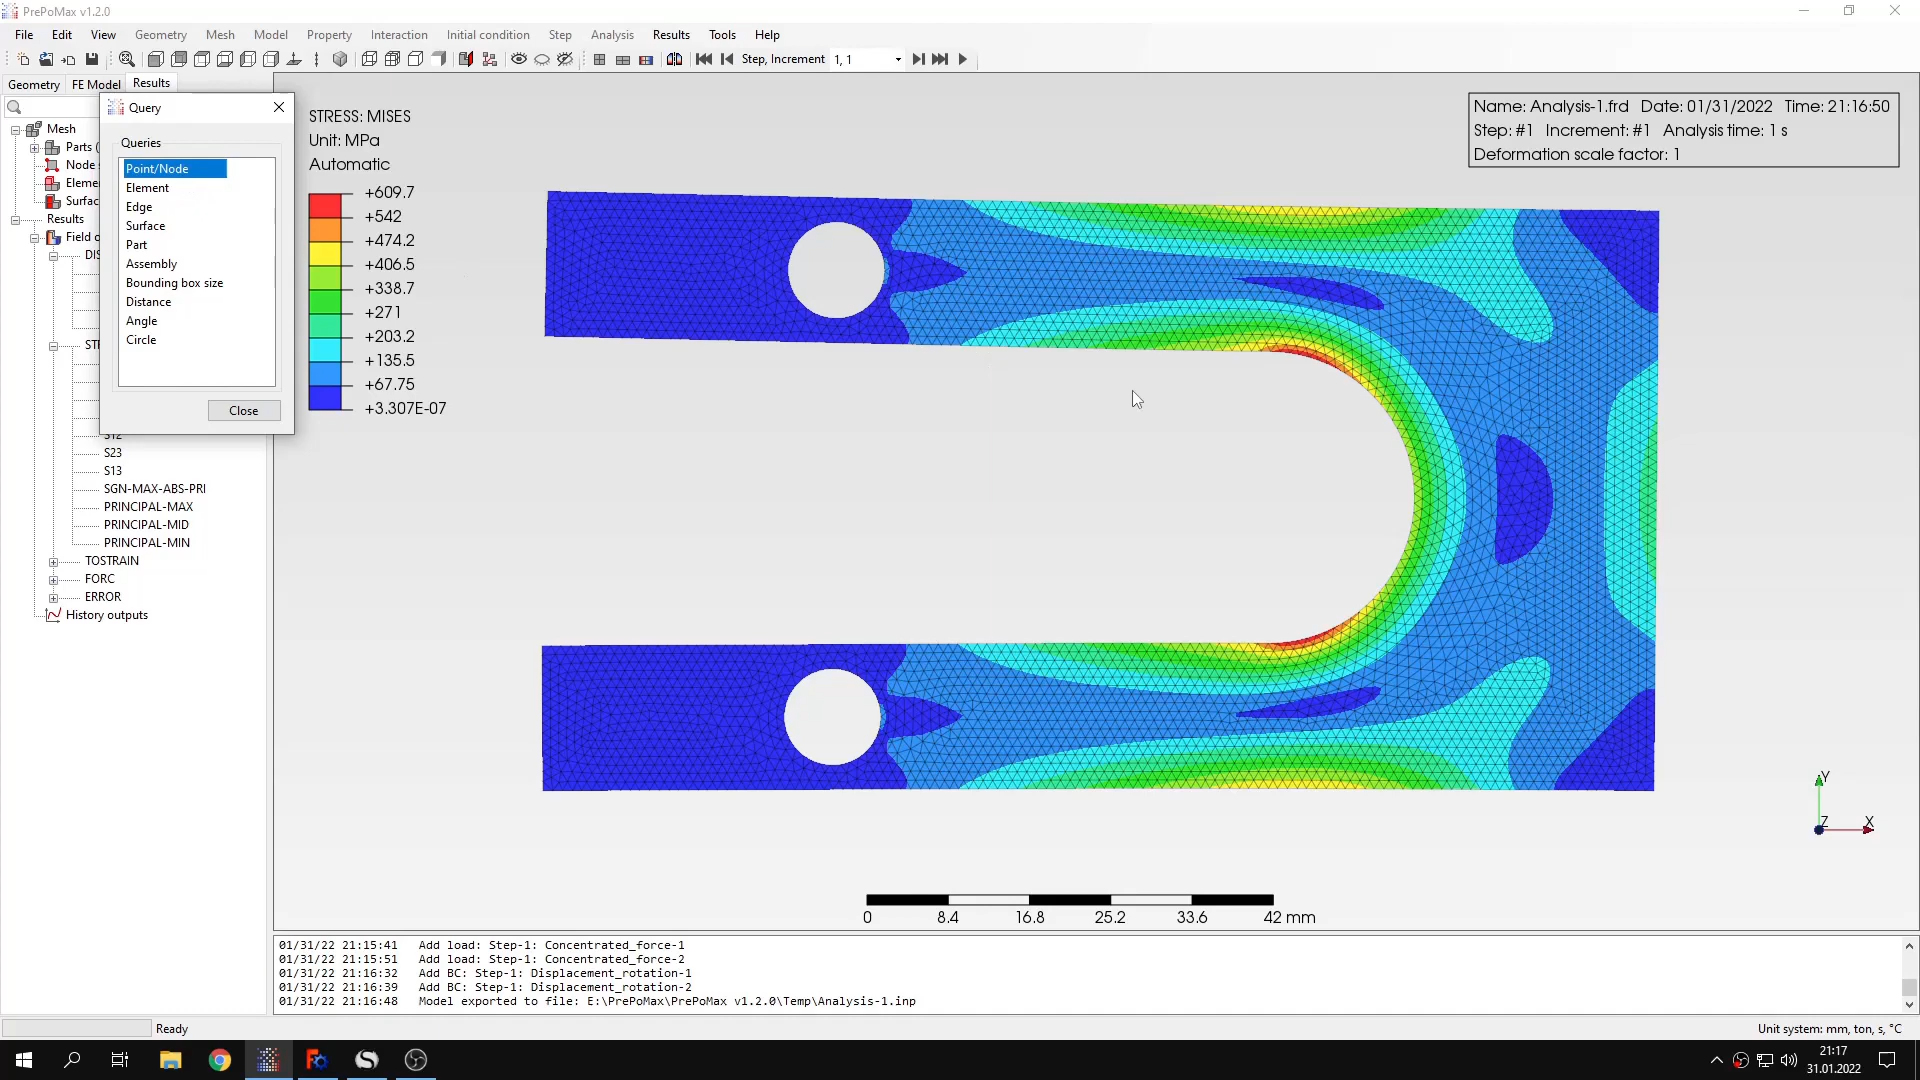 PrePoMax v1.2.0
File Edit View Geometry Mesh Model Property Interaction Initial condition Step Analysis Results Tools Help
Step, Increment 1, 1
Geometry FE Model Results
Query
Queries
Point/Node
Element
Edge
Surface
Part
Assembly
Bounding box size
Distance
Angle
Circle
Close
Mesh
Parts (
Node
Results
S12
S23
S13
SGN-MAX-ABS-PRI
PRINCIPAL-MAX
PRINCIPAL-MID
PRINCIPAL-MIN
TOSTRAIN
FORC
ERROR
History outputs
STRESS: MISES
Unit: MPa
Automatic
+609.7
+542
+474.2
+406.5
+338.7
+271
+203.2
+135.5
+67.75
+3.307E-07
Name: Analysis-1.frd Date: 01/31/2022 Time: 21:16:50
Step: #1 Increment: #1 Analysis time: 1 s
Deformation scale factor: 1
Y
Z X
0 8.4 16.8 25.2 33.6 42 mm
01/31/22 21:15:41 Add load: Step-1: Concentrated_force-1
01/31/22 21:15:51 Add load: Step-1: Concentrated_force-2
01/31/22 21:16:32 Add BC: Step-1: Displacement_rotation-1
01/31/22 21:16:39 Add BC: Step-1: Displacement_rotation-2
01/31/22 21:16:48 Model exported to file: E:\PrePoMax\PrePoMax v1.2.0\Temp\Analysis-1.inp
Ready
Unit system: mm, ton, s, °C
21:17
31.01.2022